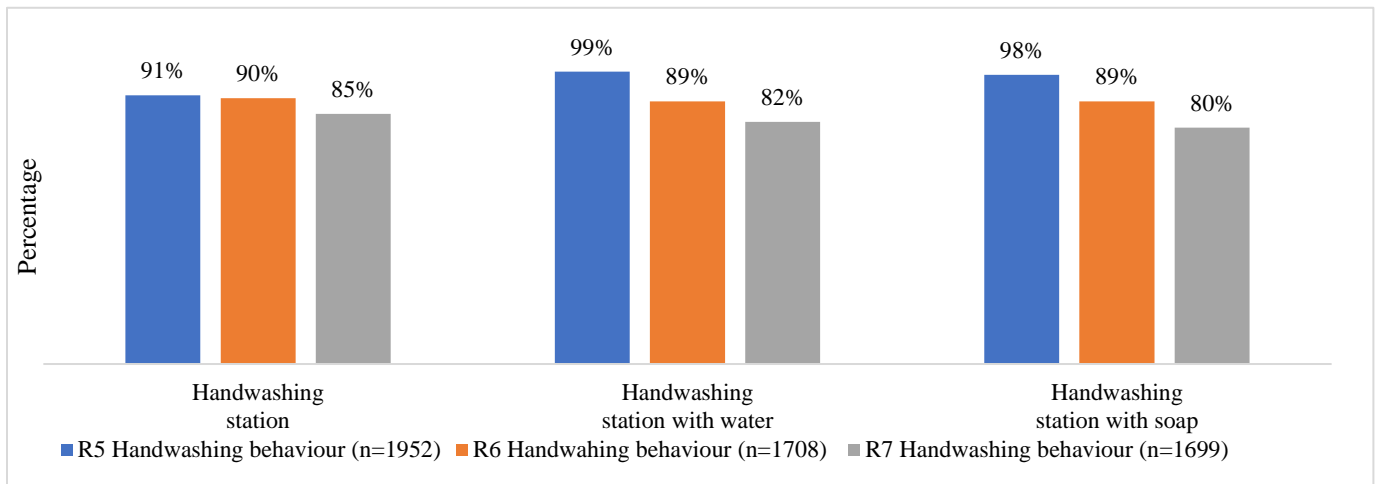 99%
98%
91%
90%
89%
89%
85%
82%
80%
Percentage
Handwashing
station
Handwashing
station with water
Handwashing
station with soap
R5 Handwashing behaviour (n=1952)
R6 Handwahing behaviour (n=1708)
R7 Handwashing behaviour (n=1699)